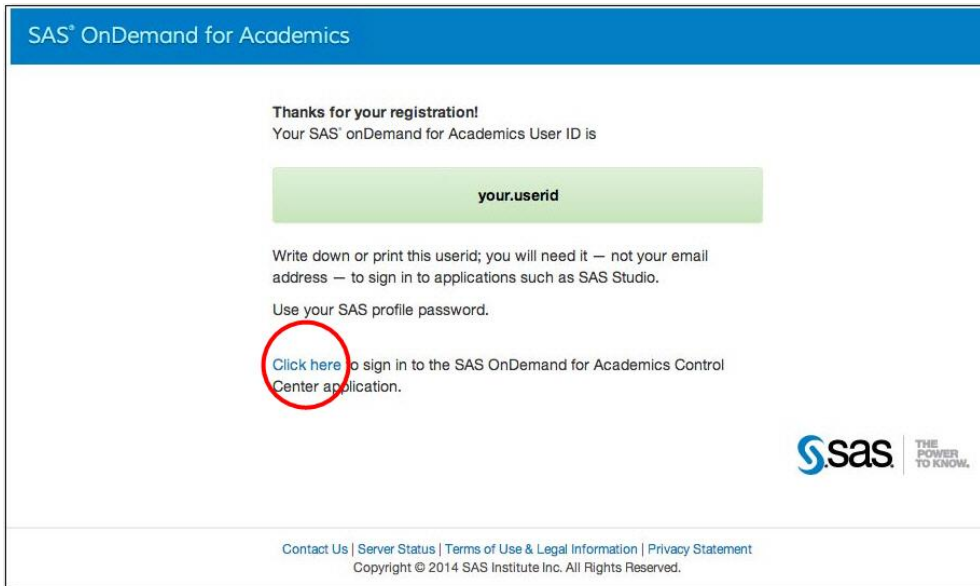 SAS® OnDemand for Academics
Thanks for your registration!
Your SAS® onDemand for Academics User ID is
your.userid
Write down or print this userid; you will need it — not your email
address — to sign in to applications such as SAS Studio.
Use your SAS profile password.
Click here to sign in to the SAS OnDemand for Academics Control
Center application.
sas. THE
POWER
TO KNOW.
Contact Us | Server Status | Terms of Use & Legal Information | Privacy Statement
Copyright © 2014 SAS Institute Inc. All Rights Reserved.